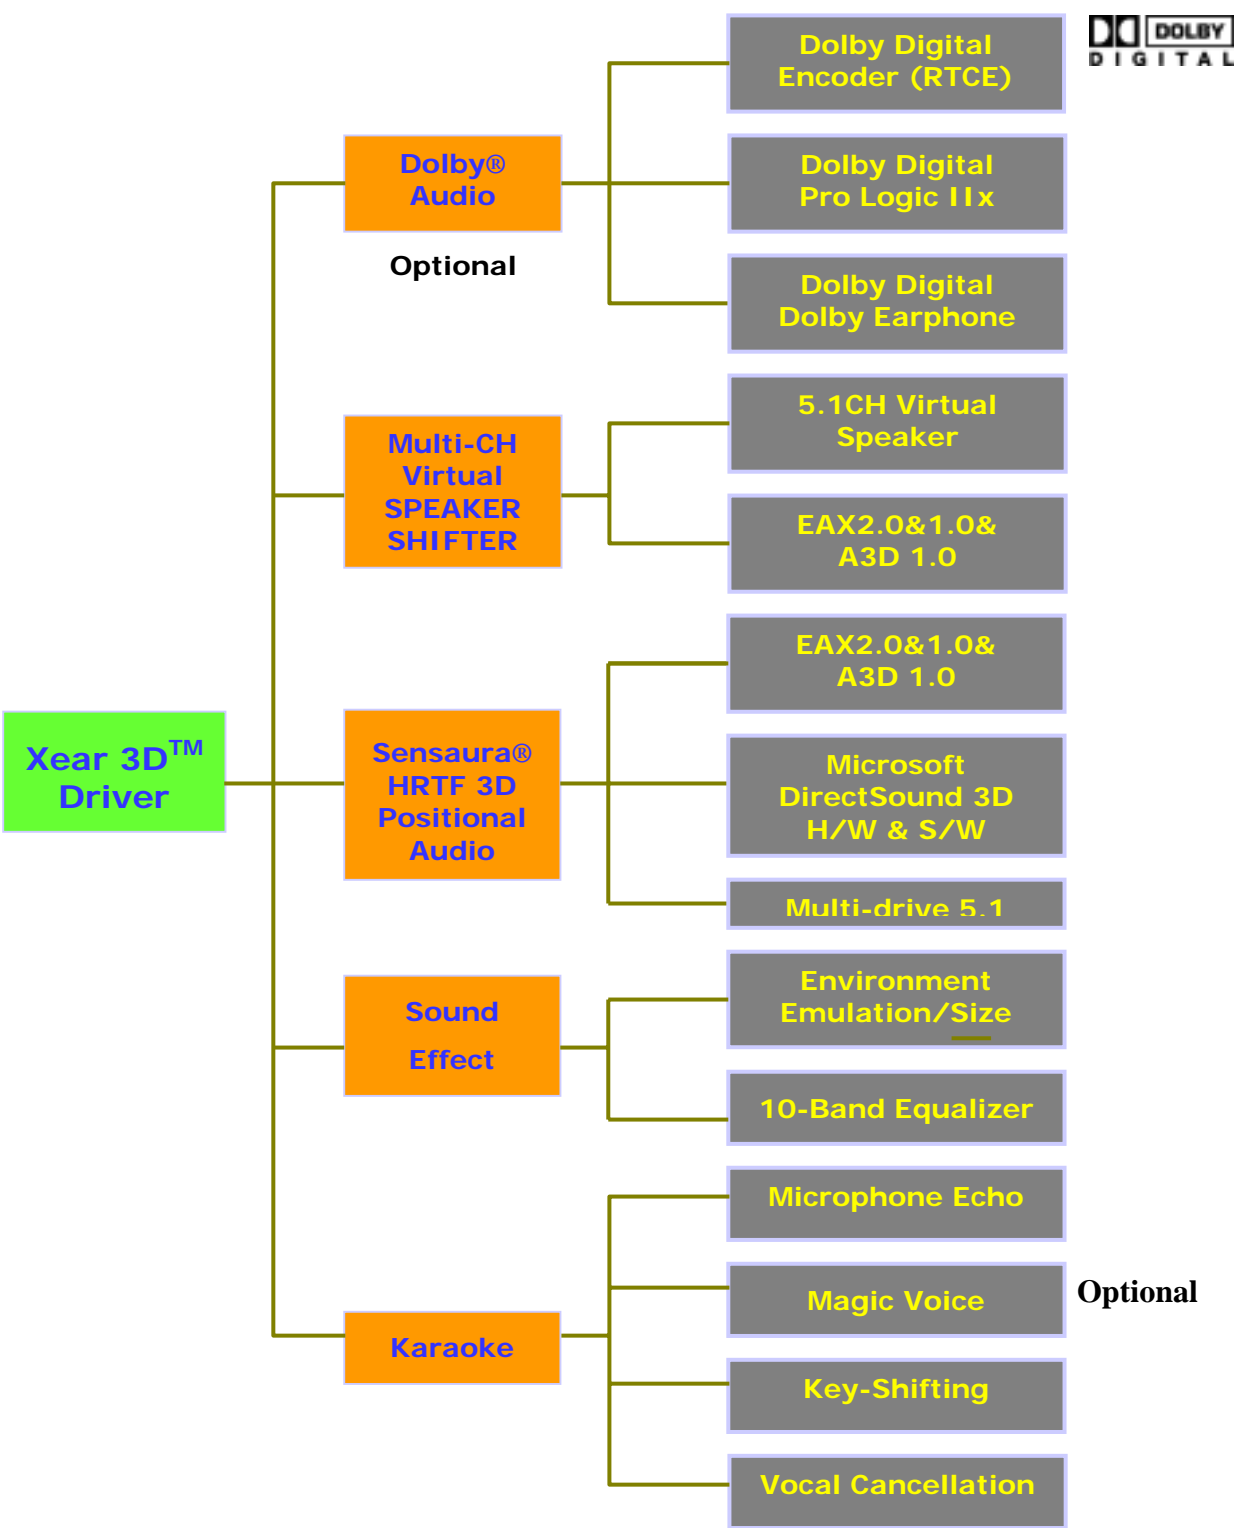 Dolby Digital
Encoder (RTCE)
DOLBY
DIGITAL
Dolby®
Audio
Optional
Dolby Digital
Pro Logic IIx
Dolby Digital
Dolby Earphone
Multi-CH
Virtual
SPEAKER
SHIFTER
5.1CH Virtual
Speaker
EAX2.0&1.0&
A3D 1.0
Xear 3D™
Driver
Sensaura®
HRTF 3D
Positional
Audio
EAX2.0&1.0&
A3D 1.0
Microsoft
DirectSound 3D
H/W & S/W
Multi-drive 5.1
Sound
Effect
Environment
Emulation/Size
10-Band Equalizer
Karaoke
Microphone Echo
Magic Voice
Optional
Key-Shifting
Vocal Cancellation